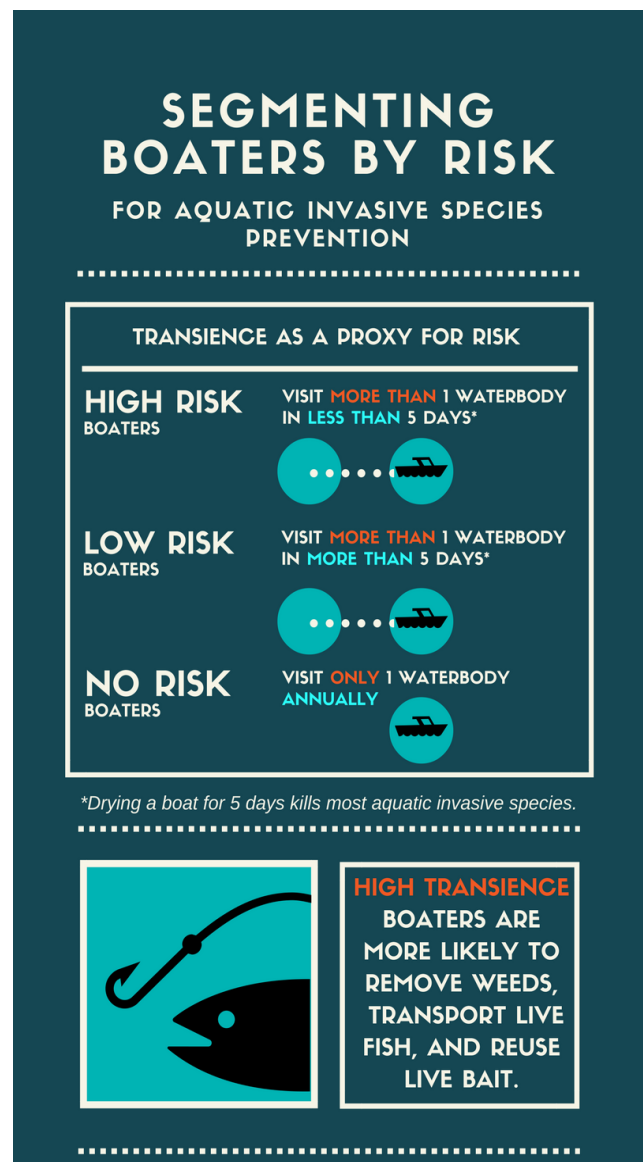 SEGMENTING
BOATERS BY RISK
FOR AQUATIC INVASIVE SPECIES
PREVENTION
TRANSIENCE AS A PROXY FOR RISK
HIGH RISK
BOATERS
VISIT MORE THAN 1 WATERBODY
IN LESS THAN 5 DAYS*
LOW RISK
BOATERS
VISIT MORE THAN 1 WATERBODY
IN MORE THAN 5 DAYS*
NO RISK
BOATERS
VISIT ONLY 1 WATERBODY
ANNUALLY
*Drying a boat for 5 days kills most aquatic invasive species.
HIGH TRANSIENCE
BOATERS ARE
MORE LIKELY TO
REMOVE WEEDS,
TRANSPORT LIVE
FISH, AND REUSE
LIVE BAIT.